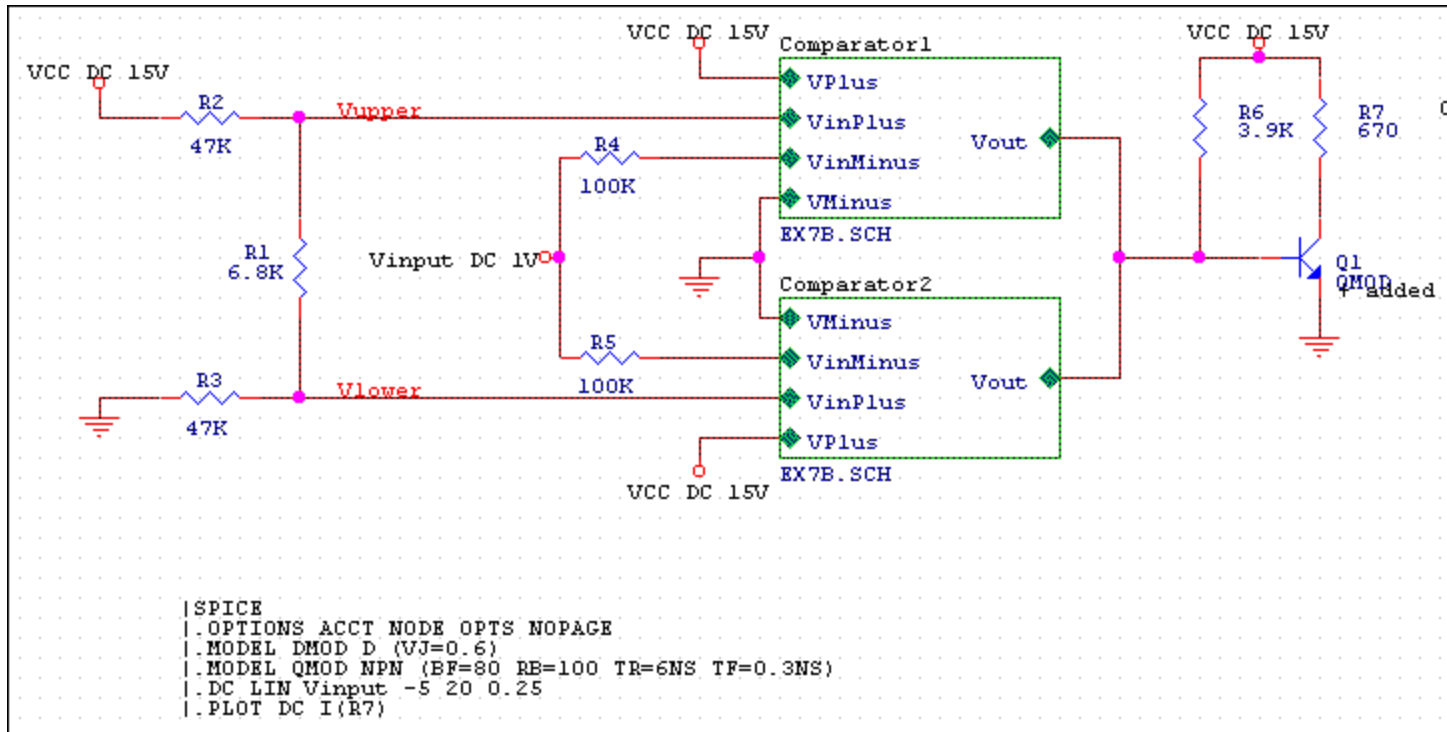 VCC DC 15V
R2
47K
Vupper
R1
6.8K
R3
47K
Vlower
Vinput DC 1V
R4
100K
R5
100K
VCC DC 15V
Comparator1
VPlus
VinPlus
VinMinus
VMinus
Vout
EX7B.SCH
Comparator2
VMinus
VinMinus
VinPlus
VPlus
Vout
EX7B.SCH
VCC DC 15V
VCC DC 15V
R6
3.9K
R7
670
Q1
QMOD
+ added
|SPICE
|.OPTIONS ACCT NODE OPTS NOPAGE
|.MODEL DMOD D (VJ=0.6)
|.MODEL QMOD NPN (BF=80 RB=100 TR=6NS TF=0.3NS)
|.DC LIN Vinput -5 20 0.25
|.PLOT DC I(R7)